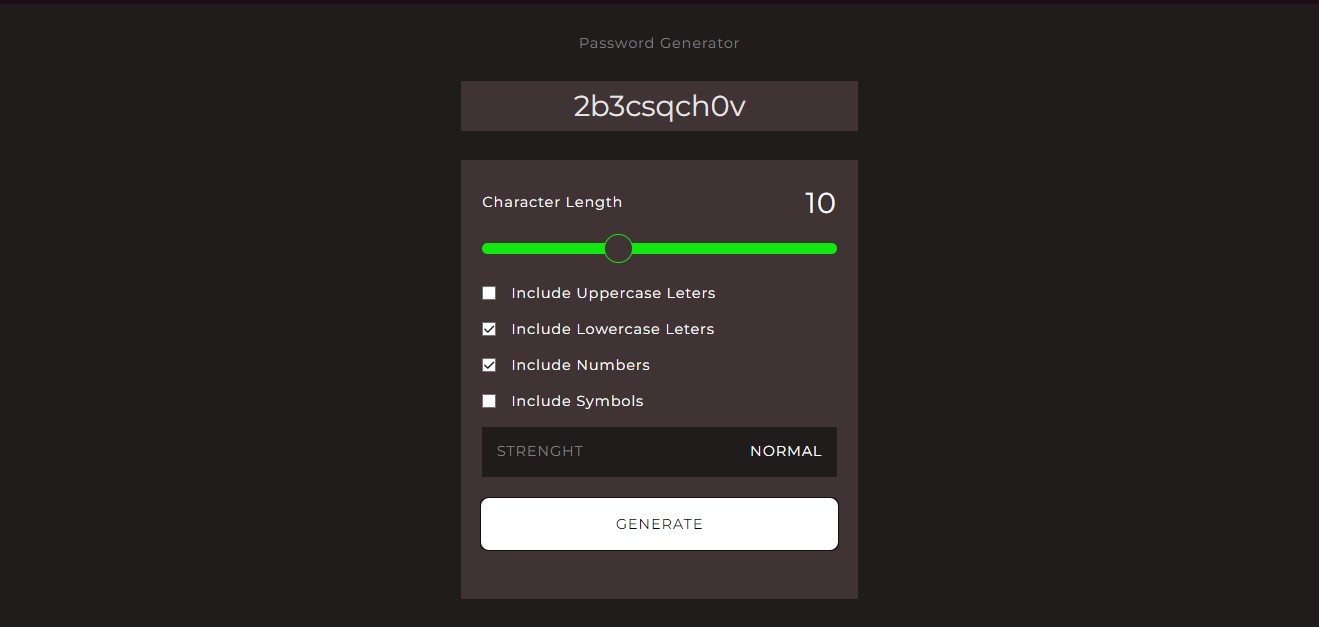 Password Generator
2b3csqch0v
Character Length 10
Include Uppercase Leters
Include Lowercase Leters
Include Numbers
Include Symbols
STRENGHT NORMAL
GENERATE